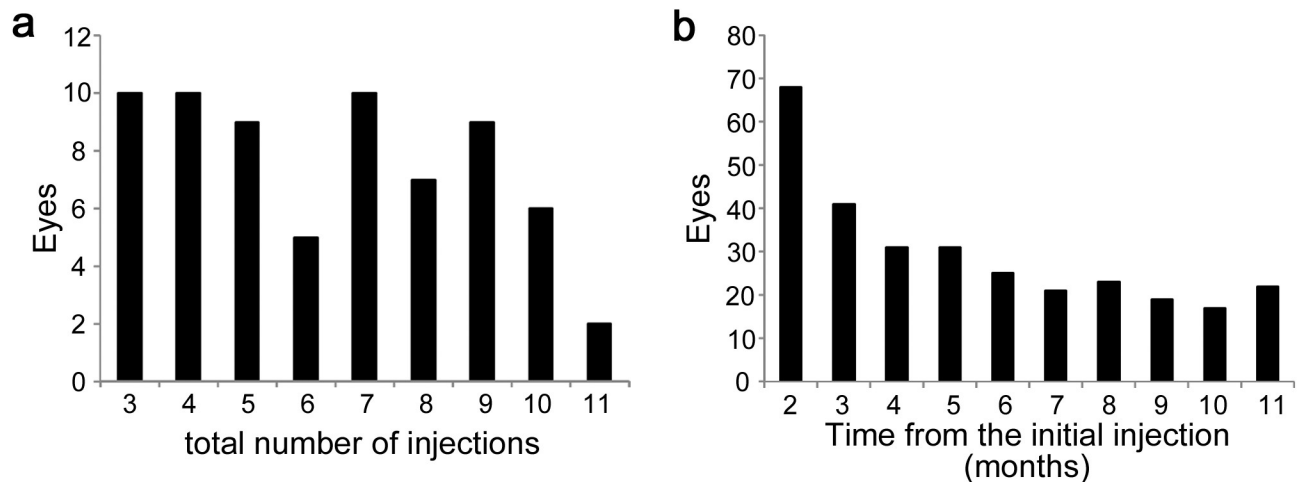 a
12
10
8
6
4
2
0
Eyes
3 4 5 6 7 8 9 10 11
total number of injections
b
80
70
60
50
40
30
20
10
0
Eyes
2 3 4 5 6 7 8 9 10 11
Time from the initial injection
(months)